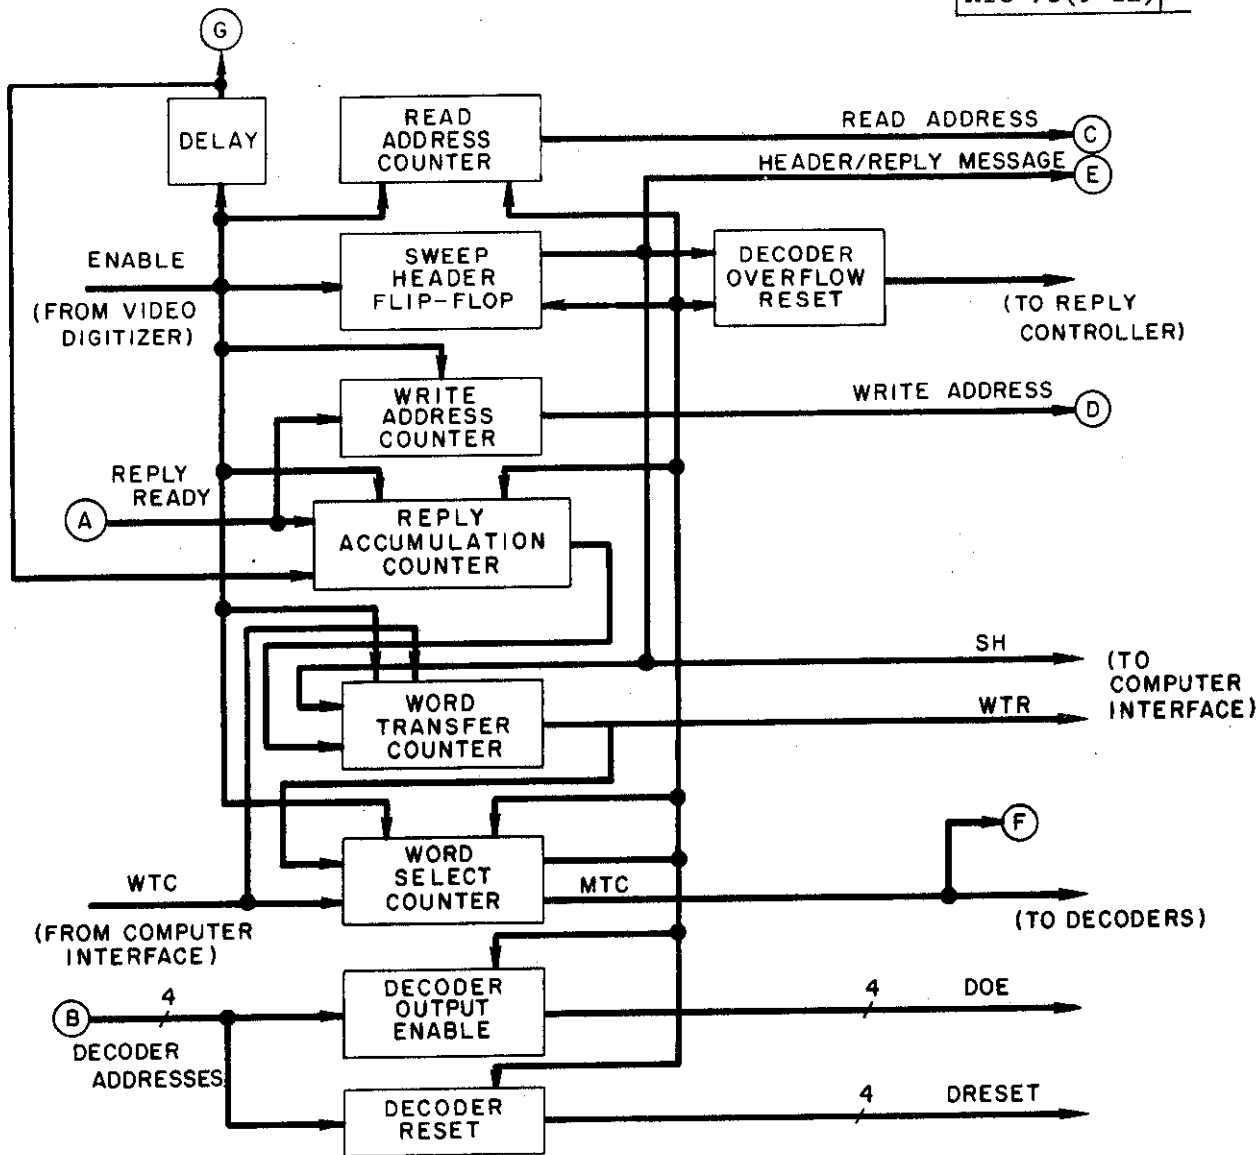 G
DELAY
READ
ADDRESS
COUNTER
READ ADDRESS
C
HEADER/REPLY MESSAGE
E
ENABLE
(FROM VIDEO
DIGITIZER)
SWEEP
HEADER
FLIP-FLOP
DECODER
OVERFLOW
RESET
(TO REPLY
CONTROLLER)
WRITE
ADDRESS
COUNTER
WRITE ADDRESS
D
REPLY
READY
A
REPLY
ACCUMULATION
COUNTER
SH
(TO
COMPUTER
INTERFACE)
WORD
TRANSFER
COUNTER
WTR
F
WORD
SELECT
COUNTER
WTC
MTC
(FROM COMPUTER
INTERFACE)
(TO DECODERS)
B
4
DECODER
ADDRESSES
DECODER
OUTPUT
ENABLE
4
DOE
DECODER
RESET
4
DRESET